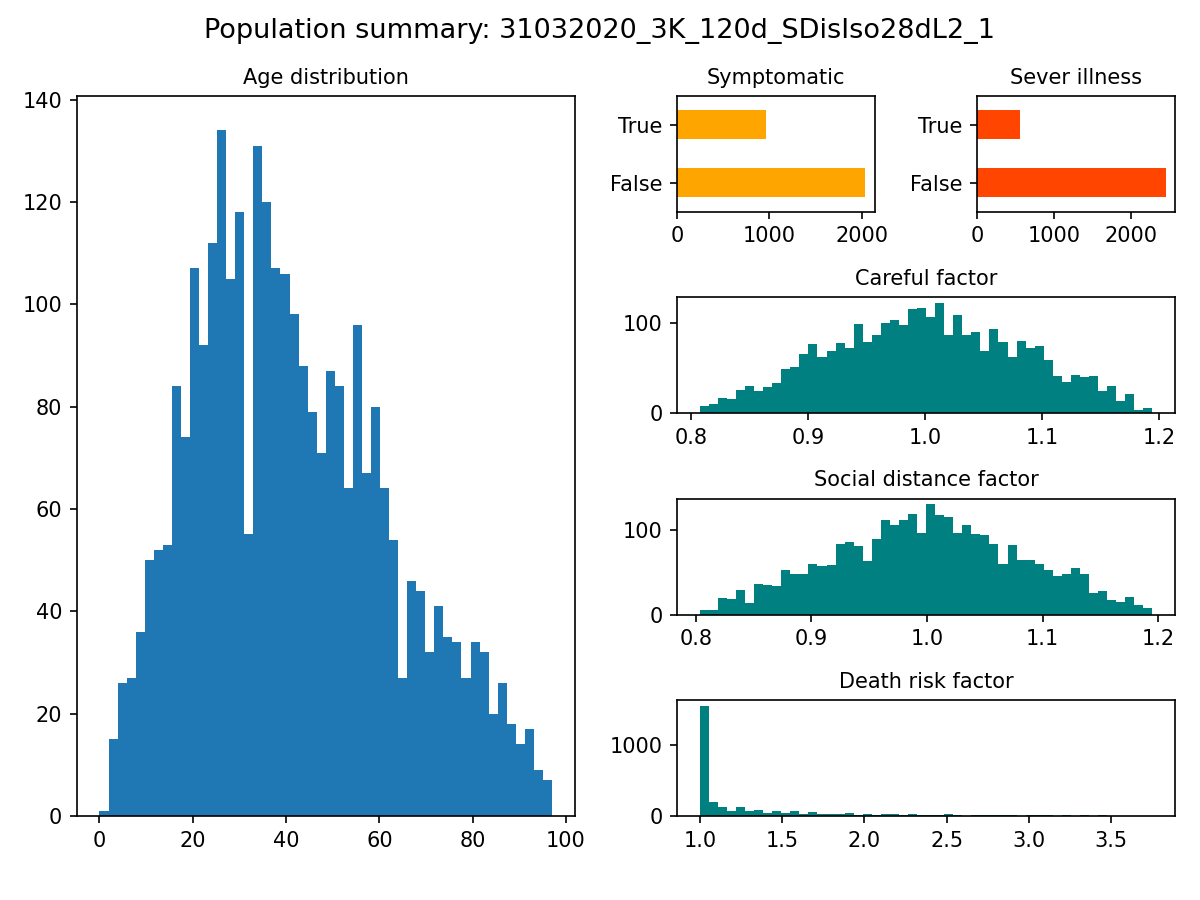 Population summary: 31032020_3K_120d_SDisIso28dL2_1
Age distribution
140
120
100
80
60
40
20
0
0 20 40 60 80 100
Symptomatic
True
False
0 1000 2000
Sever illness
True
False
0 1000 2000
Careful factor
100
0
0.8 0.9 1.0 1.1 1.2
Social distance factor
100
0
0.8 0.9 1.0 1.1 1.2
Death risk factor
1000
0
1.0 1.5 2.0 2.5 3.0 3.5